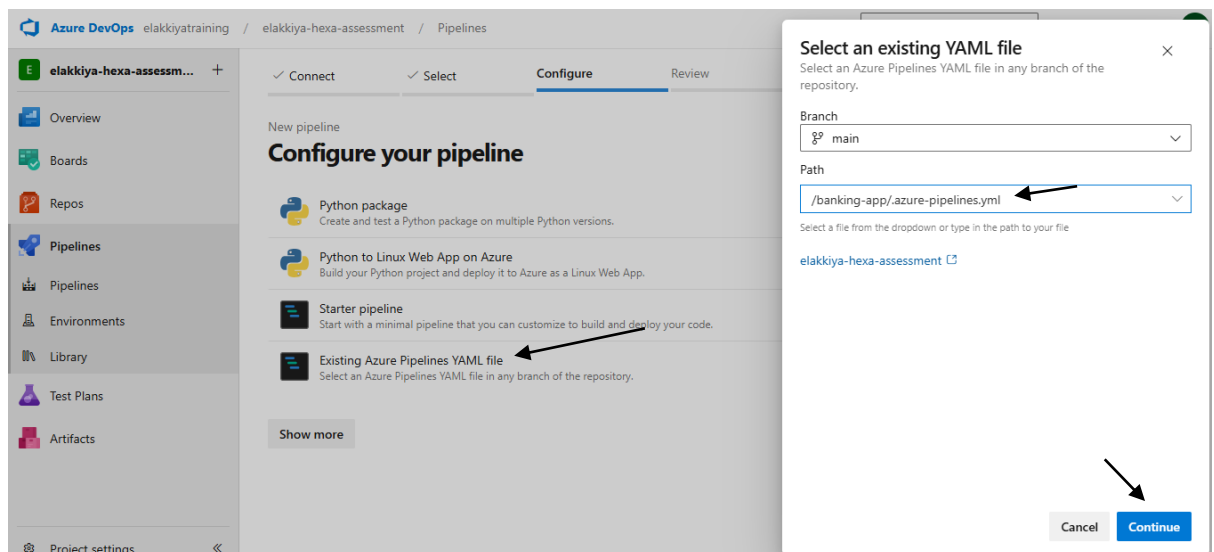 Azure DevOps elakkiyatraining / elakkiya-hexa-assessment / Pipelines
E elakkiya-hexa-assessm... +
Overview
Boards
Repos
Pipelines
Pipelines
Environments
Library
Test Plans
Artifacts
Project settings
Connect
Select
Configure
Review
New pipeline
Configure your pipeline
Python package
Create and test a Python package on multiple Python versions.
Python to Linux Web App on Azure
Build your Python project and deploy it to Azure as a Linux Web App.
Starter pipeline
Start with a minimal pipeline that you can customize to build and deploy your code.
Existing Azure Pipelines YAML file
Select an Azure Pipelines YAML file in any branch of the repository.
Show more
Select an existing YAML file
Select an Azure Pipelines YAML file in any branch of the
repository.
Branch
main
Path
/banking-app/.azure-pipelines.yml
Select a file from the dropdown or type in the path to your file
elakkiya-hexa-assessment
Cancel
Continue